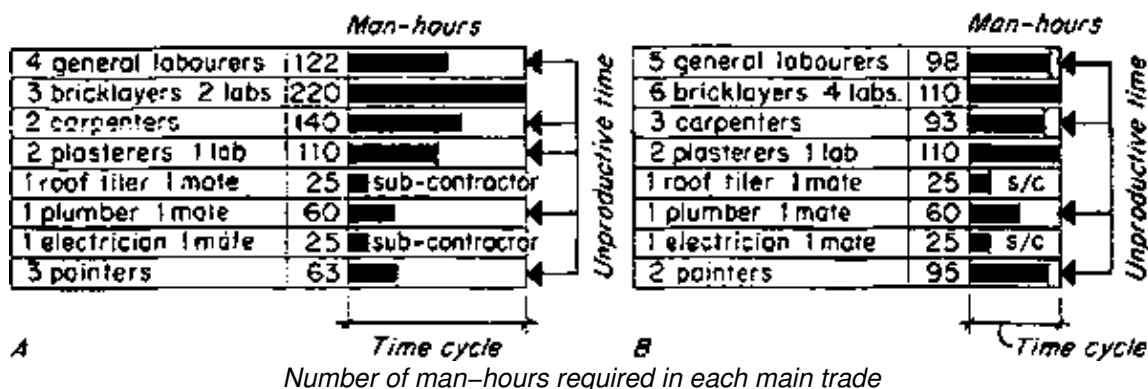 Man-hours
4 general labourers 122
3 bricklayers 2 labs 220
2 carpenters 140
2 plasterers 1 lab 110
1 roof tiler 1 mate 25 sub-contractor
1 plumber 1 mate 60
1 electrician 1 mate 25 sub-contractor
3 painters 63
Unproductive time
A
Time cycle
Man-hours
5 general labourers 98
6 bricklayers 4 labs. 110
3 carpenters 93
2 plasterers 1 lab 110
1 roof tiler 1 mate 25 s/c
1 plumber 1 mate 60
1 electrician 1 mate 25 s/c
2 painters 95
Unproductive time
B
Time cycle
Number of man-hours required in each main trade